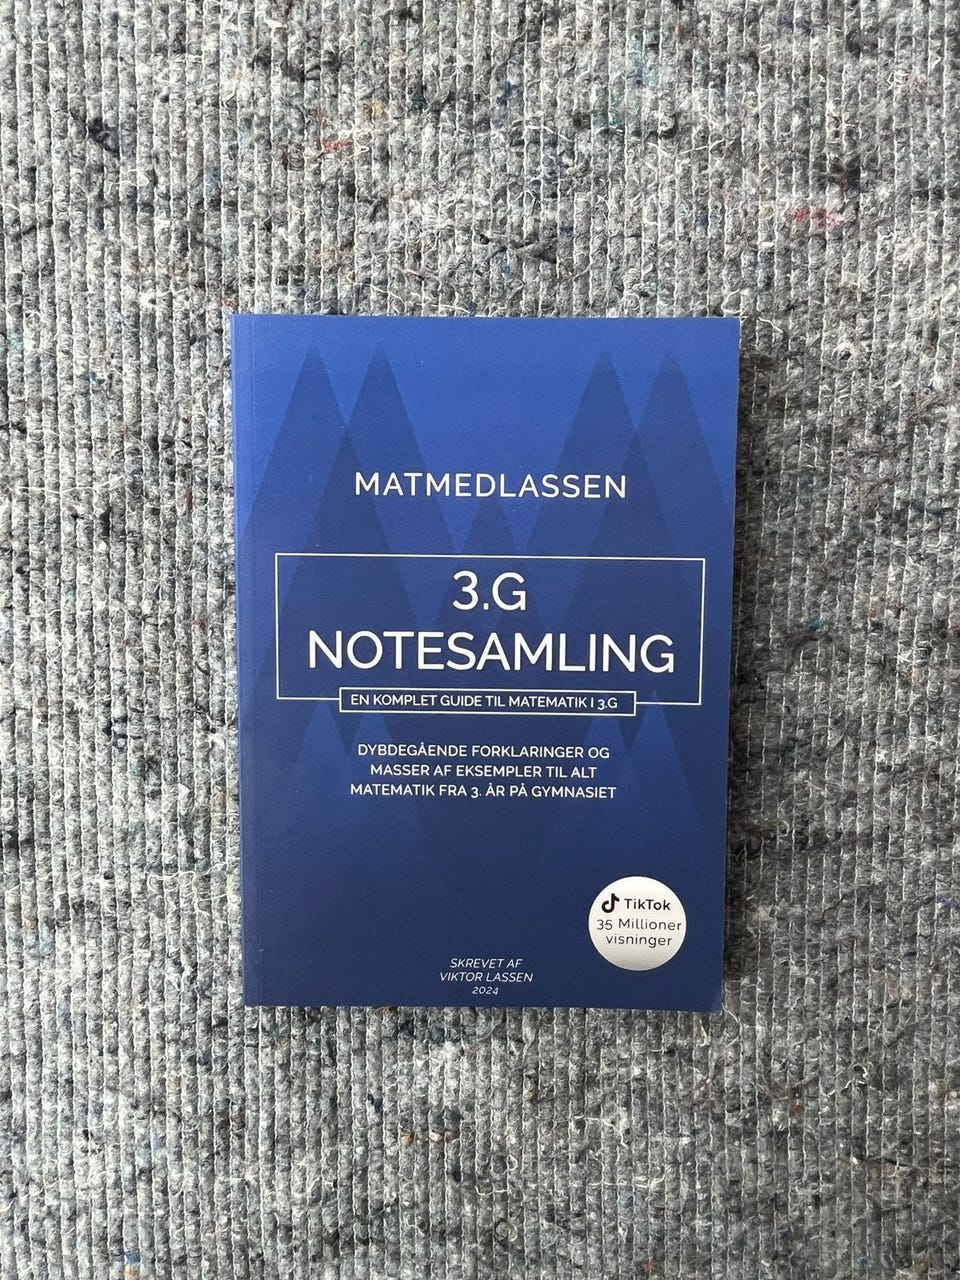 MATMEDLASSEN
3.G
NOTESAMLING
EN KOMPLET GUIDE TIL MATEMATIK I 3.G
DYBDEGÅENDE FORKLARINGER OG
MASSER AF EKSEMPLER TIL ALT
MATEMATIK FRA 3. ÅR PÅ GYMNASIET
TikTok
35 Millioner
visninger
SKREVET AF
VIKTOR LASSEN
2024